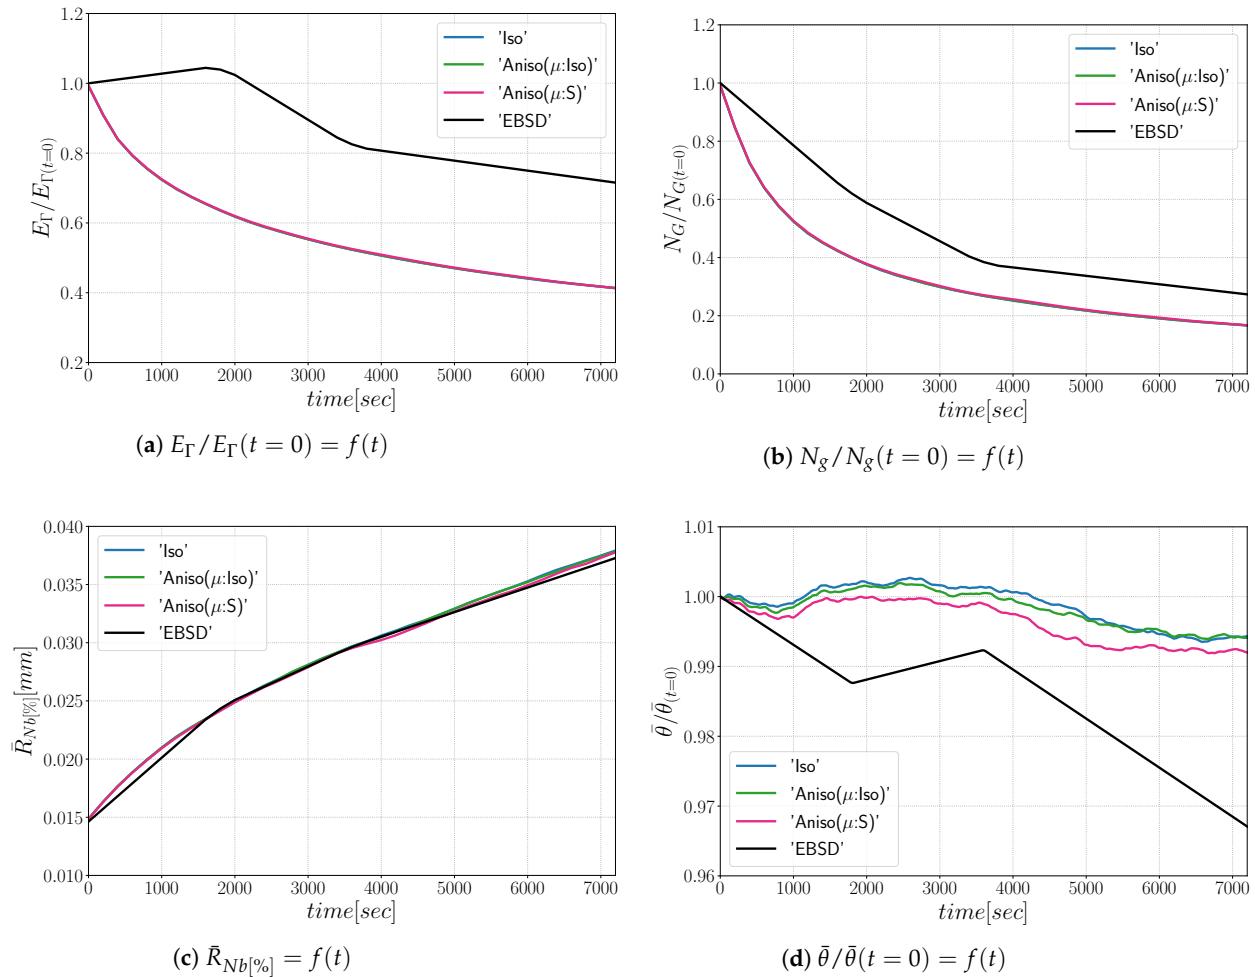 1.2
1.0
0.8
0.6
0.4
0.2
E_Γ/E_Γ(t=0)
0 1000 2000 3000 4000 5000 6000 7000
time[sec]
'Iso'
'Aniso(μ:Iso)'
'Aniso(μ:S)'
'EBSD'
(a) E_Γ/E_Γ(t = 0) = f(t)
1.2
1.0
0.8
0.6
0.4
0.2
0.0
N_G/N_G(t=0)
0 1000 2000 3000 4000 5000 6000 7000
time[sec]
'Iso'
'Aniso(μ:Iso)'
'Aniso(μ:S)'
'EBSD'
(b) N_g/N_g(t = 0) = f(t)
0.040
0.035
0.030
0.025
0.020
0.015
0.010
R̄_Nb[%][mm]
0 1000 2000 3000 4000 5000 6000 7000
time[sec]
'Iso'
'Aniso(μ:Iso)'
'Aniso(μ:S)'
'EBSD'
(c) R̄_Nb[%] = f(t)
1.01
1.00
0.99
0.98
0.97
0.96
θ̄/θ̄(t=0)
0 1000 2000 3000 4000 5000 6000 7000
time[sec]
'Iso'
'Aniso(μ:Iso)'
'Aniso(μ:S)'
'EBSD'
(d) θ̄/θ̄(t = 0) = f(t)